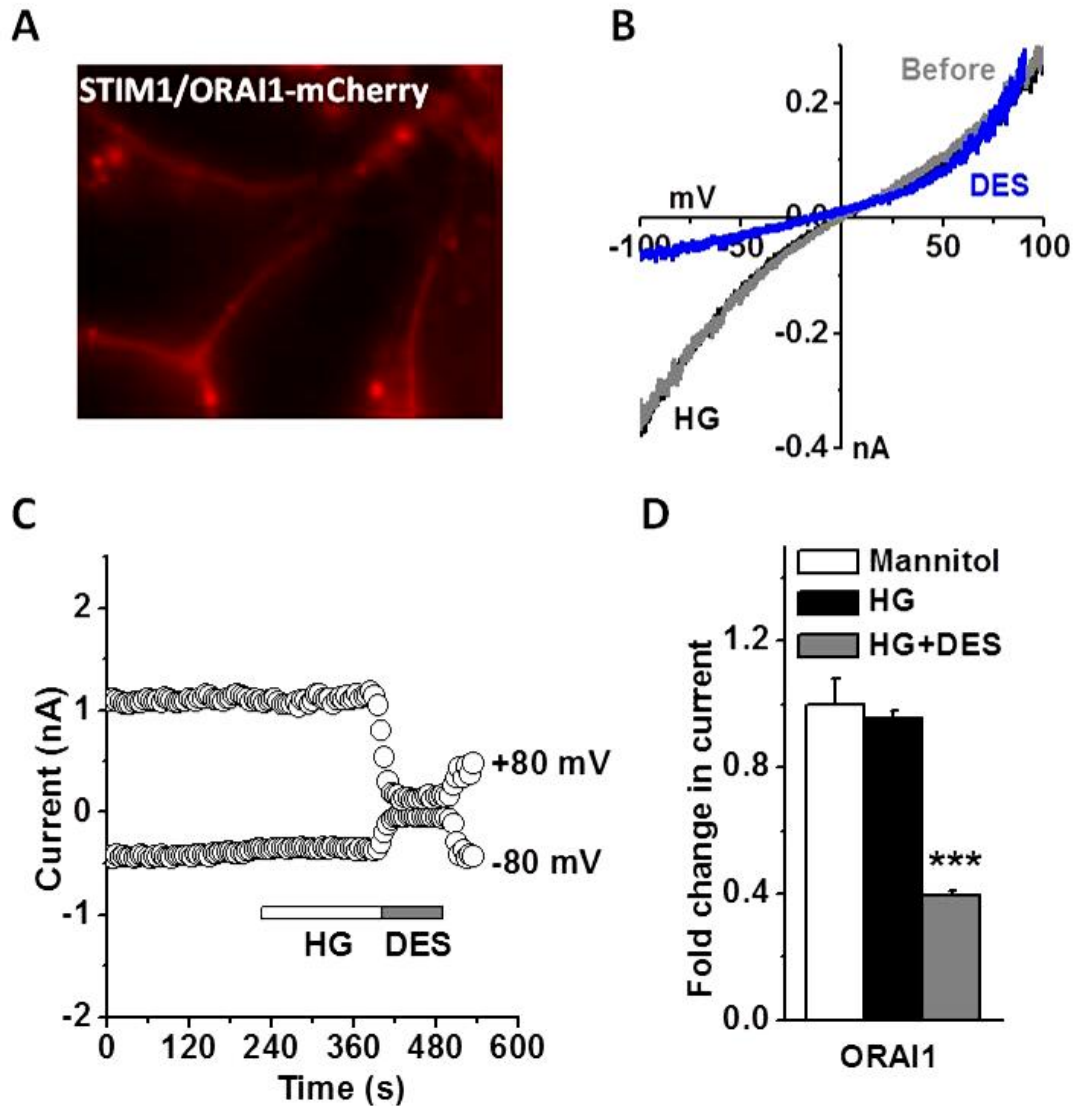 A
STIM1/ORAI1-mCherry
B
Before
0.2
DES
mV
0.0
-100
-50
50
100
-0.2
HG
-0.4
nA
C
2
1
0
-1
-2
Current (nA)
+80 mV
-80 mV
HG
DES
0
120
240
360
480
600
Time (s)
D
Mannitol
HG
HG+DES
1.2
0.8
0.4
0.0
Fold change in current
***
ORAI1